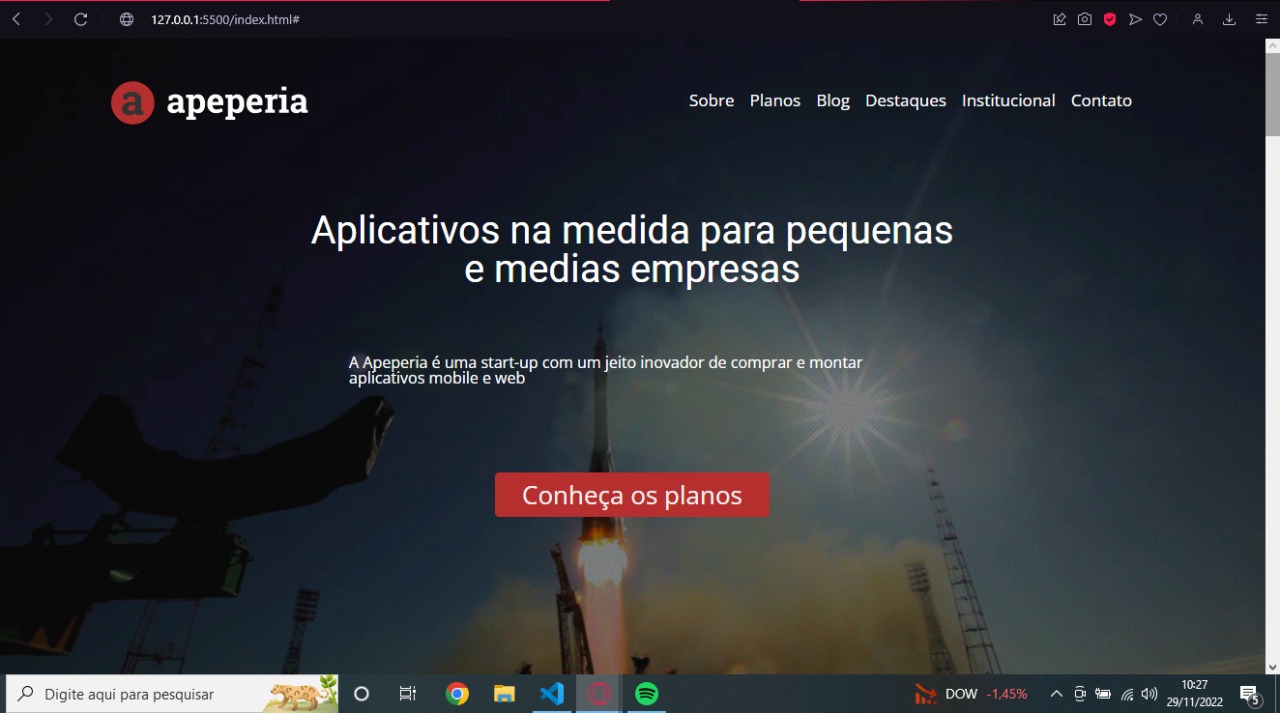 127.0.0.1:5500/index.html#
a apeperia
Sobre Planos Blog Destaques Institucional Contato
Aplicativos na medida para pequenas
e medias empresas
A Apeperia é uma start-up com um jeito inovador de comprar e montar
aplicativos mobile e web
Conheça os planos
Digite aqui para pesquisar
DOW -1,45%
10:27
29/11/2022
5